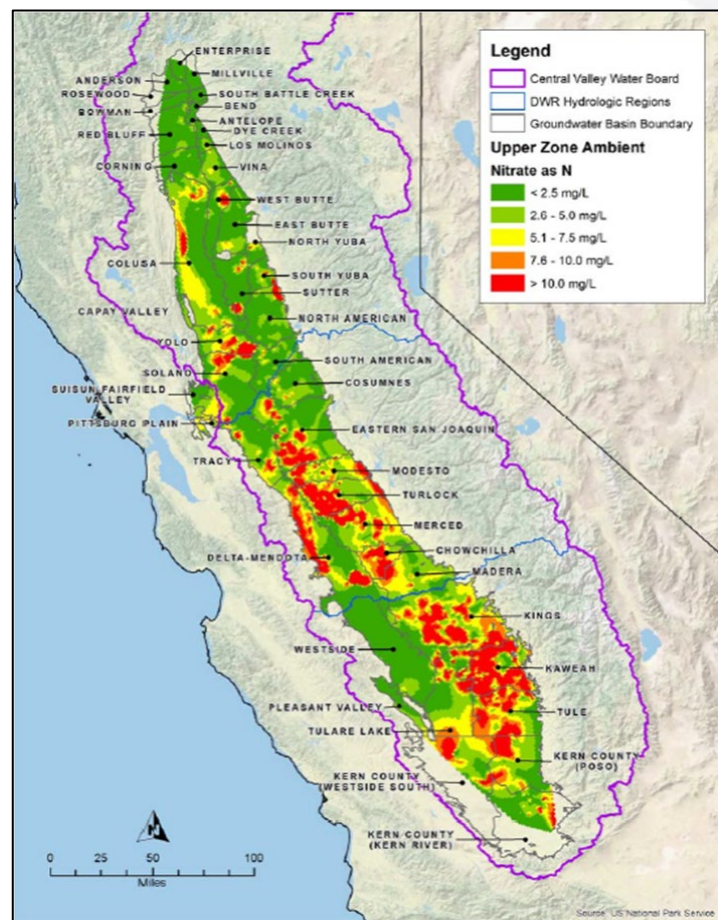 ENTERPRISE
ANDERSON
MILLVILLE
ROSEWOOD
SOUTH BATTLE CREEK
BOWMAN
BEND
ANTELOPE
RED BLUFF
DYE CREEK
LOS MOLINOS
CORNING
VINA
WEST BUTTE
EAST BUTTE
NORTH YUBA
COLUSA
SOUTH YUBA
SUTTER
CAPAY VALLEY
NORTH AMERICAN
YOLO
SOUTH AMERICAN
SOLANO
COSUMNES
SUISUN-FAIRFIELD
VALLEY
PITTSBURG PLAIN
EASTERN SAN JOAQUIN
TRACY
MODESTO
TURLOCK
MERCED
DELTA-MENDOTA
CHOWCHILLA
MADERA
KINGS
WESTSIDE
KAWEAH
PLEASANT VALLEY
TULE
TULARE LAKE
KERN COUNTY
(POSO)
KERN COUNTY
(WESTSIDE SOUTH)
KERN COUNTY
(KERN RIVER)
Legend
Central Valley Water Board
DWR Hydrologic Regions
Groundwater Basin Boundary
Upper Zone Ambient
Nitrate as N
< 2.5 mg/L
2.6 - 5.0 mg/L
5.1 - 7.5 mg/L
7.6 - 10.0 mg/L
> 10.0 mg/L
N
0 25 50 100
Miles
Source: US National Park Service